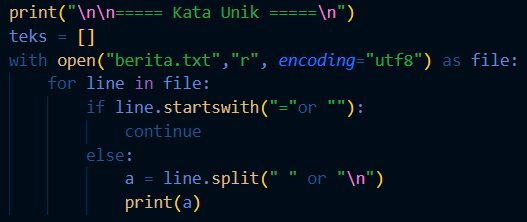 print("\n\n===== Kata Unik =====\n")
teks = []
with open("berita.txt","r", encoding="utf8") as file:
    for line in file:
        if line.startswith("="or ""):
            continue
        else:
            a = line.split(" " or "\n")
            print(a)